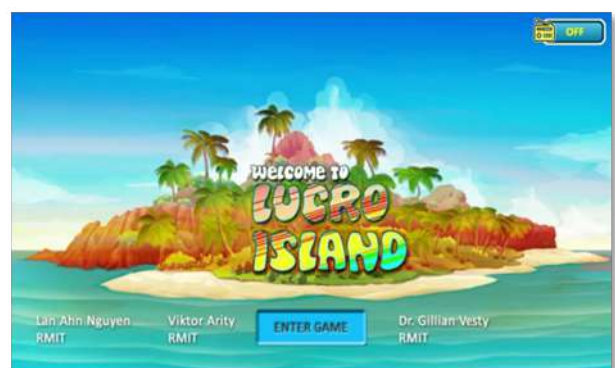 OFF
WELCOME TO
LUCRO
ISLAND
Lan Ahn Nguyen
RMIT
Viktor Arity
RMIT
ENTER GAME
Dr. Gillian Vesty
RMIT